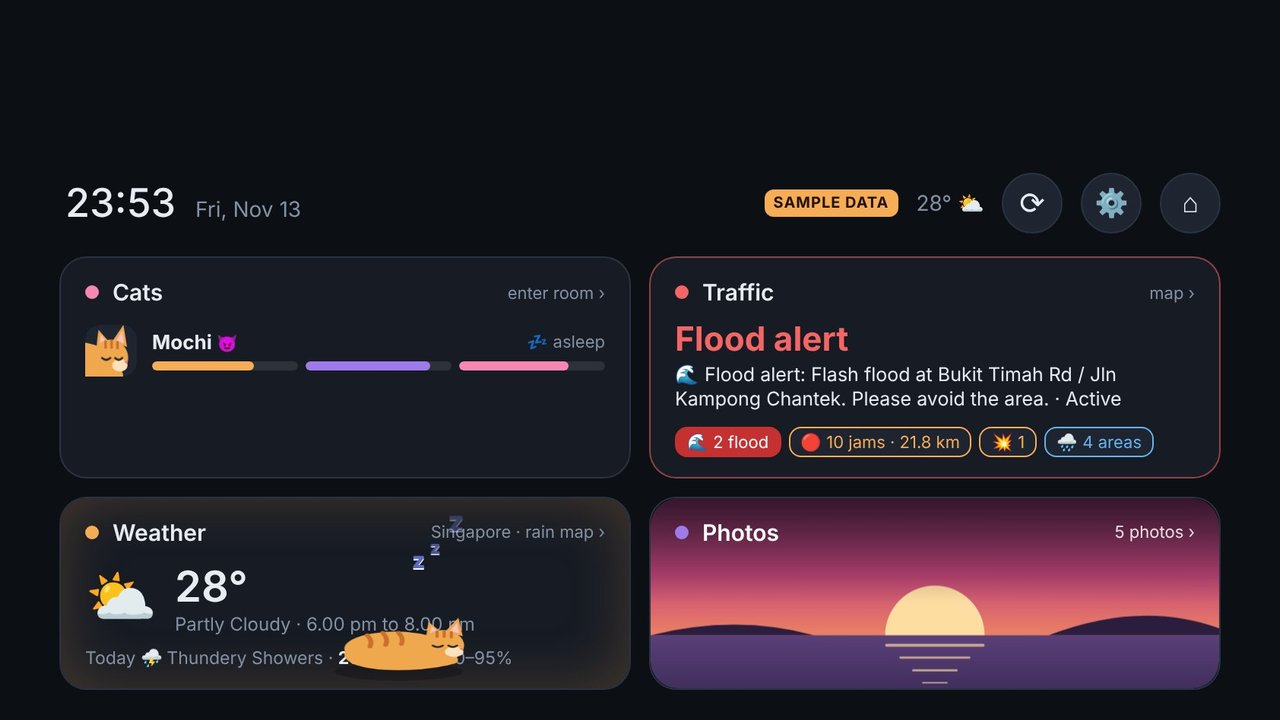 23:53 Fri, Nov 13 SAMPLE DATA 28°
Cats enter room ›
Mochi asleep
Traffic map ›
Flood alert
Flood alert: Flash flood at Bukit Timah Rd / Jln
Kampong Chantek. Please avoid the area. · Active
2 flood 10 jams · 21.8 km 1 4 areas
Weather Singapore · rain map ›
z
z
z
28°
Partly Cloudy · 6.00 pm to 8.00 pm
Today Thundery Showers · –95%
Photos 5 photos ›